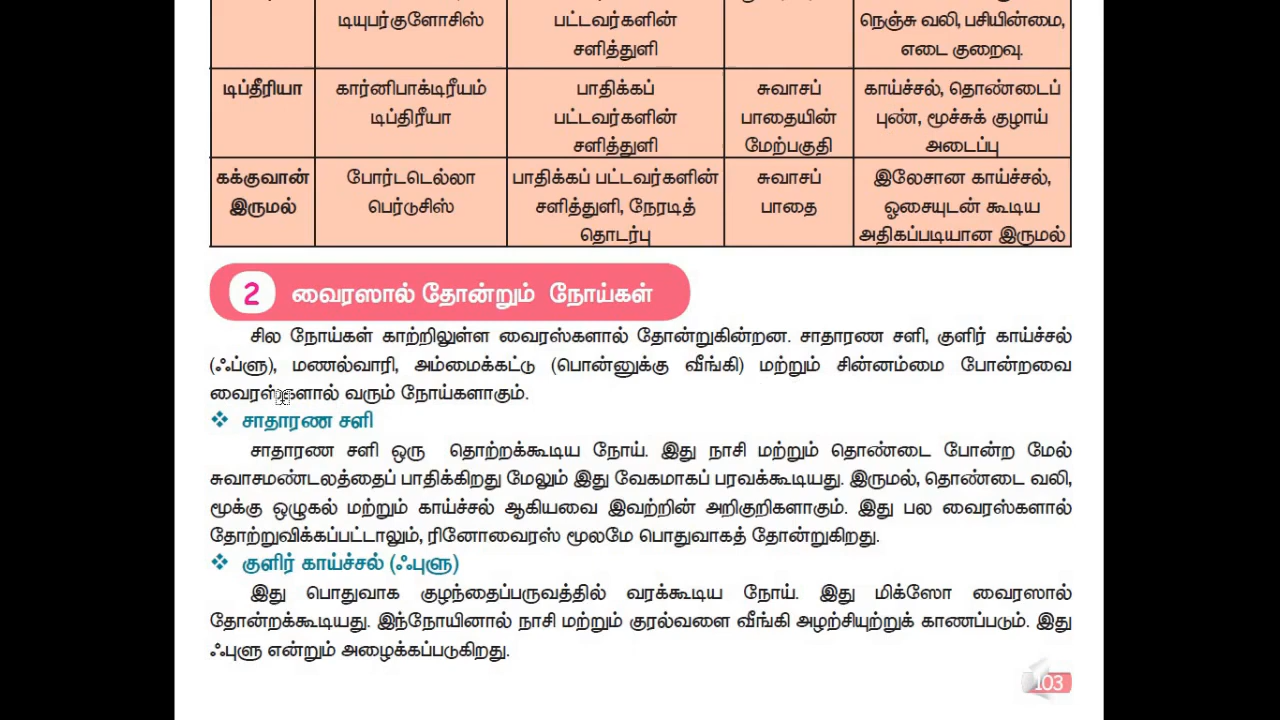 டியுபர்குளோசிஸ் பட்டவர்களின் நெஞ்சு வலி, பசியின்மை,
சளித்துளி எடை குறைவு.
டிப்தீரியா கார்னிபாக்டிரீயம் பாதிக்கப் சுவாசப் காய்ச்சல், தொண்டைப்
டிப்திரீயா பட்டவர்களின் பாதையின் புண், மூச்சுக் குழாய்
சளித்துளி மேற்பகுதி அடைப்பு
கக்குவான் போர்டடெல்லா பாதிக்கப் பட்டவர்களின் சுவாசப் இலேசான காய்ச்சல்,
இருமல் பெர்டுசிஸ் சளித்துளி, நேரடித் பாதை ஓசையுடன் கூடிய
தொடர்பு அதிகப்படியான இருமல்
2 வைரஸால் தோன்றும் நோய்கள்
சில நோய்கள் காற்றிலுள்ள வைரஸ்களால் தோன்றுகின்றன. சாதாரண சளி, குளிர் காய்ச்சல்
(ஃப்ளு), மணல்வாரி, அம்மைக்கட்டு (பொன்னுக்கு வீங்கி) மற்றும் சின்னம்மை போன்றவை
வைரஸ்களால் வரும் நோய்களாகும்.
❖ சாதாரண சளி
சாதாரண சளி ஒரு தொற்றக்கூடிய நோய். இது நாசி மற்றும் தொண்டை போன்ற மேல்
சுவாசமண்டலத்தைப் பாதிக்கிறது மேலும் இது வேகமாகப் பரவக்கூடியது. இருமல், தொண்டை வலி,
மூக்கு ஒழுகல் மற்றும் காய்ச்சல் ஆகியவை இவற்றின் அறிகுறிகளாகும். இது பல வைரஸ்களால்
தோற்றுவிக்கப்பட்டாலும், ரினோவைரஸ் மூலமே பொதுவாகத் தோன்றுகிறது.
❖ குளிர் காய்ச்சல் (ஃபுளு)
இது பொதுவாக குழந்தைப்பருவத்தில் வரக்கூடிய நோய். இது மிக்ஸோ வைரஸால்
தோன்றக்கூடியது. இந்நோயினால் நாசி மற்றும் குரல்வளை வீங்கி அழற்சியுற்றுக் காணப்படும். இது
ஃபுளு என்றும் அழைக்கப்படுகிறது.
103